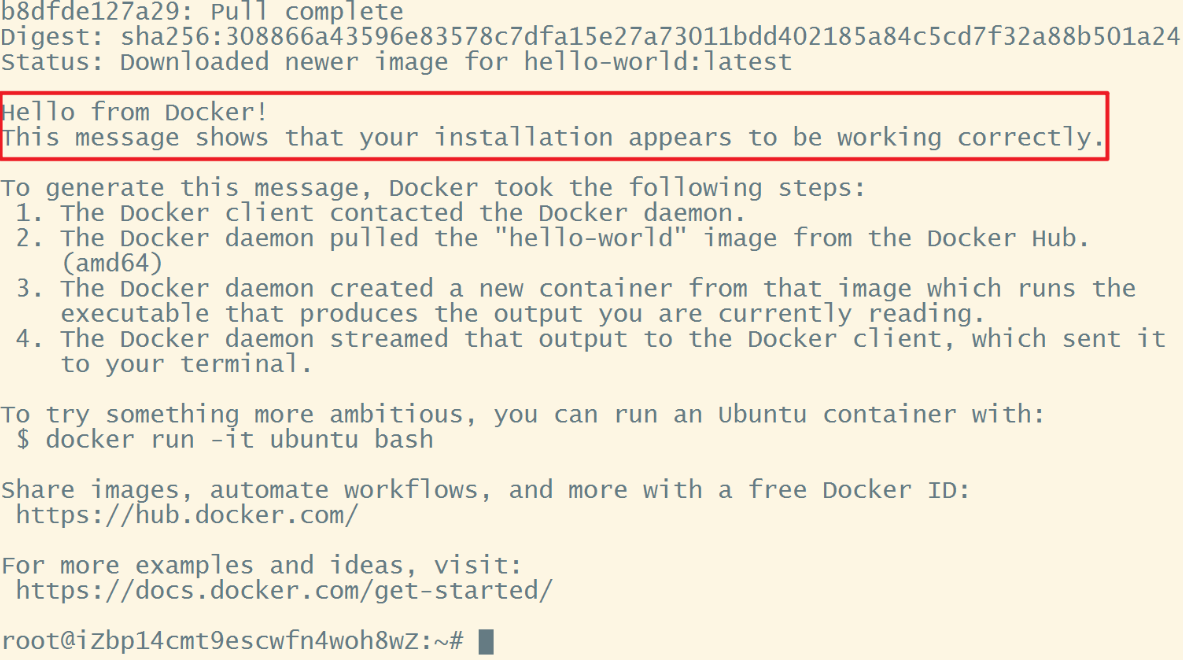 b8dfde127a29: Pull complete
Digest: sha256:308866a43596e83578c7dfa15e27a73011bdd402185a84c5cd7f32a88b501a24
Status: Downloaded newer image for hello-world:latest
Hello from Docker!
This message shows that your installation appears to be working correctly.
To generate this message, Docker took the following steps:
1. The Docker client contacted the Docker daemon.
2. The Docker daemon pulled the "hello-world" image from the Docker Hub.
(amd64)
3. The Docker daemon created a new container from that image which runs the
executable that produces the output you are currently reading.
4. The Docker daemon streamed that output to the Docker client, which sent it
to your terminal.
To try something more ambitious, you can run an Ubuntu container with:
$ docker run -it ubuntu bash
Share images, automate workflows, and more with a free Docker ID:
https://hub.docker.com/
For more examples and ideas, visit:
https://docs.docker.com/get-started/
root@iZbp14cmt9escwfn4woh8wZ:~#